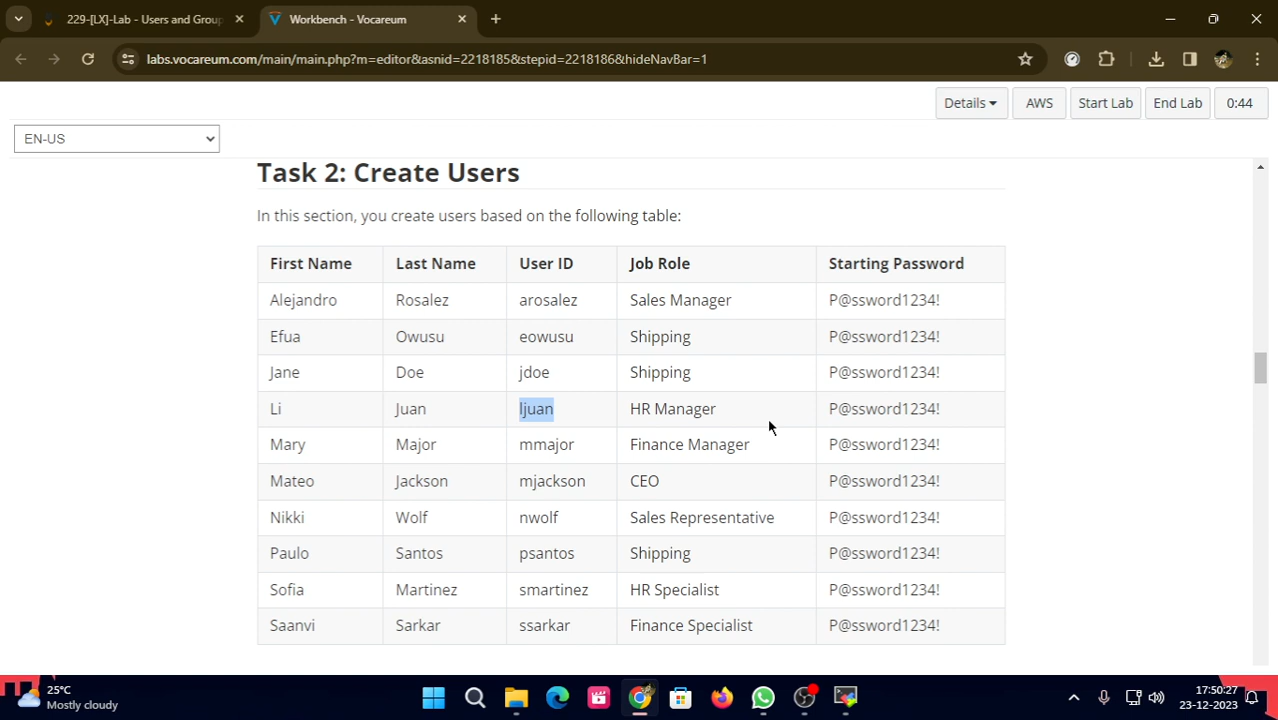 229-[LX]-Lab - Users and Group
Workbench - Vocareum
labs.vocareum.com/main/main.php?m=editor&asnid=2218185&stepid=2218186&hideNavBar=1
Details AWS Start Lab End Lab 0:44
EN-US
Task 2: Create Users
In this section, you create users based on the following table:
First Name Last Name User ID Job Role Starting Password
Alejandro Rosalez arosalez Sales Manager P@ssword1234!
Efua Owusu eowusu Shipping P@ssword1234!
Jane Doe jdoe Shipping P@ssword1234!
Li Juan ljuan HR Manager P@ssword1234!
Mary Major mmajor Finance Manager P@ssword1234!
Mateo Jackson mjackson CEO P@ssword1234!
Nikki Wolf nwolf Sales Representative P@ssword1234!
Paulo Santos psantos Shipping P@ssword1234!
Sofia Martinez smartinez HR Specialist P@ssword1234!
Saanvi Sarkar ssarkar Finance Specialist P@ssword1234!
25°C
Mostly cloudy
17:50:27
23-12-2023